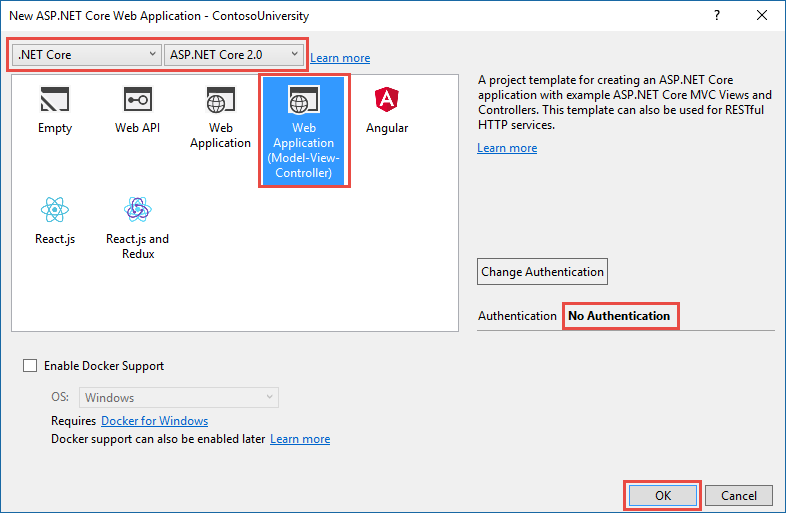 New ASP.NET Core Web Application - ContosoUniversity
.NET Core
ASP.NET Core 2.0
Learn more
Empty
Web API
Web
Application
Web
Application
(Model-View-
Controller)
Angular
React.js
React.js and
Redux
A project template for creating an ASP.NET Core
application with example ASP.NET Core MVC Views and
Controllers. This template can also be used for RESTful
HTTP services.
Learn more
Change Authentication
Authentication No Authentication
Enable Docker Support
OS: Windows
Requires Docker for Windows
Docker support can also be enabled later Learn more
OK
Cancel